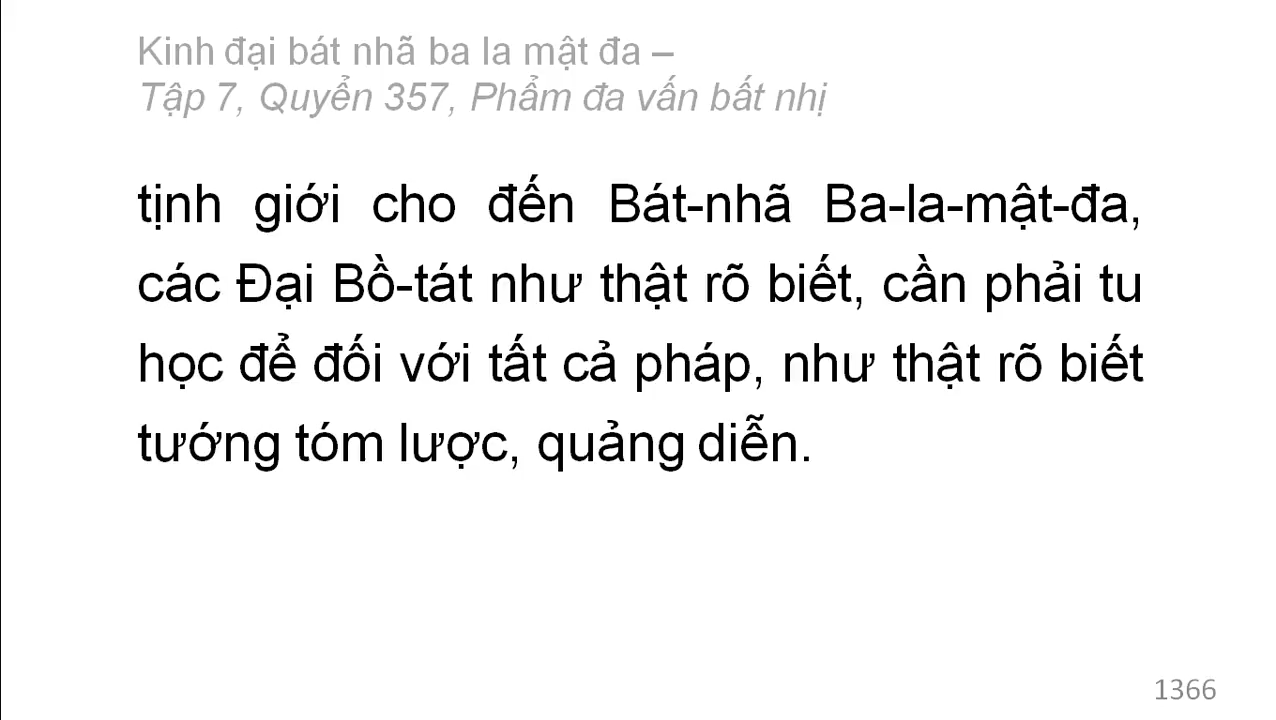 Kinh đại bát nhã ba la mật đa –
Tập 7, Quyển 357, Phẩm đa vấn bất nhị
tịnh giới cho đến Bát-nhã Ba-la-mật-đa,
các Đại Bồ-tát như thật rõ biết, cần phải tu
học để đối với tất cả pháp, như thật rõ biết
tướng tóm lược, quảng diễn.
1366